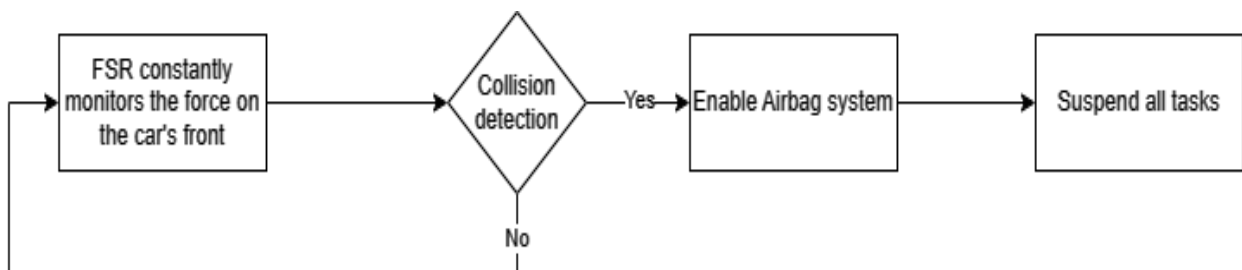 FSR constantly
monitors the force on
the car's front
Collision
detection
Yes
Enable Airbag system
Suspend all tasks
No